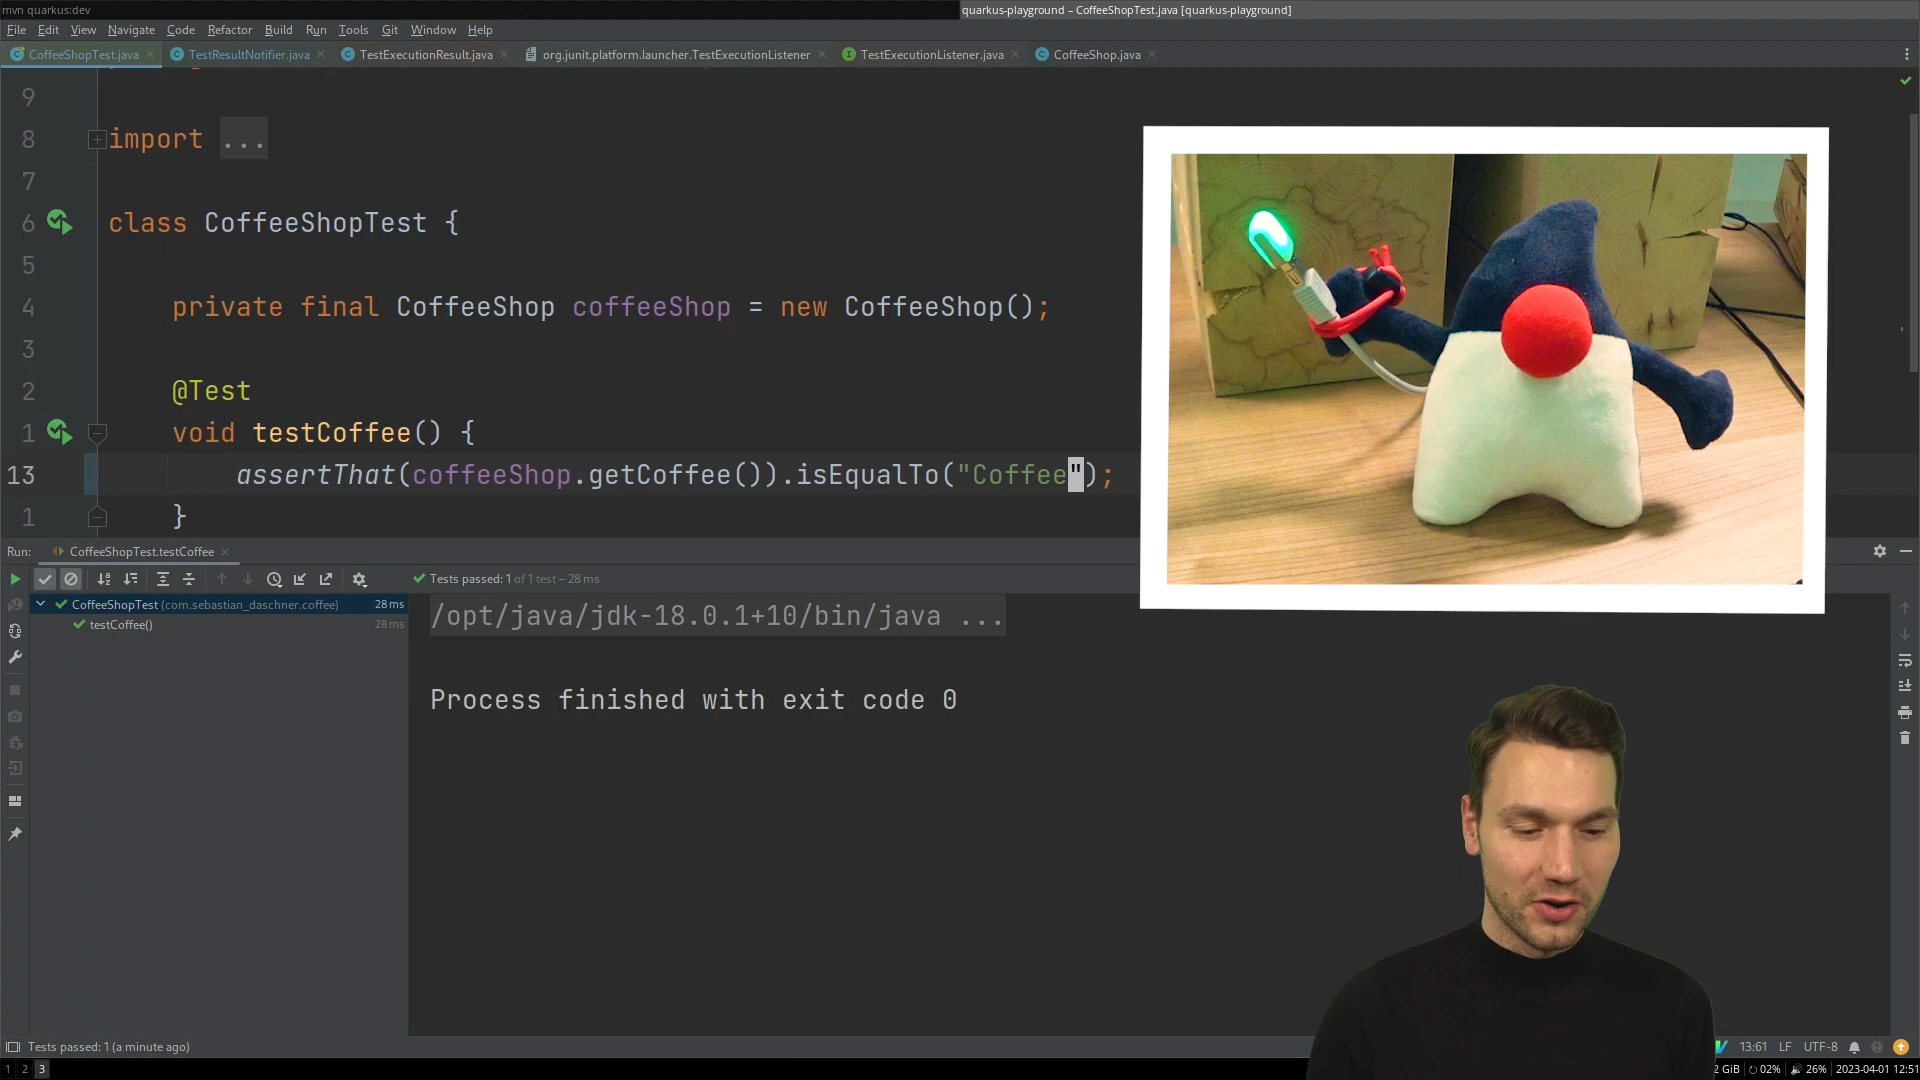 mvn quarkus:dev
quarkus-playground – CoffeeShopTest.java [quarkus-playground]
File Edit View Navigate Code Refactor Build Run Tools Git Window Help
CoffeeShopTest.java TestResultNotifier.java TestExecutionResult.java org.junit.platform.launcher.TestExecutionListener TestExecutionListener.java CoffeeShop.java
9
8 import ...
7
6 class CoffeeShopTest {
5
4 private final CoffeeShop coffeeShop = new CoffeeShop();
3
2 @Test
1 void testCoffee() {
13 assertThat(coffeeShop.getCoffee()).isEqualTo("Coffee");
1 }
Run: CoffeeShopTest.testCoffee
Tests passed: 1 of 1 test – 28 ms
CoffeeShopTest (com.sebastian_daschner.coffee) 28 ms
testCoffee() 28 ms
/opt/java/jdk-18.0.1+10/bin/java ...
Process finished with exit code 0
Tests passed: 1 (a minute ago)
13:61 LF UTF-8
1 2 3
2 GiB 02% 26% 2023-04-01 12:51